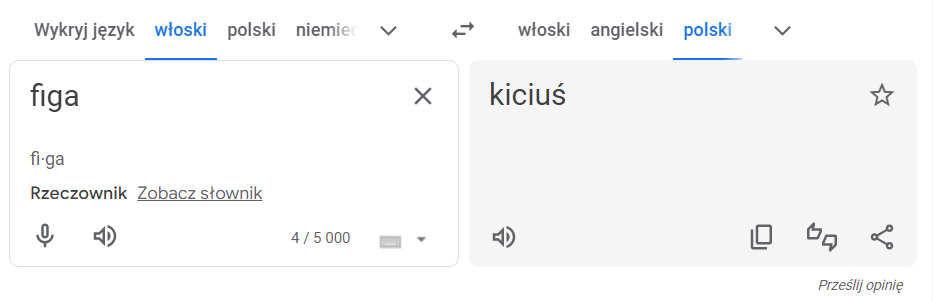 Wykryj język włoski polski niemiec włoski angielski polski
figa
kiciuś
fì·ga
Rzeczownik Zobacz słownik
4 / 5 000
Prześlij opinię